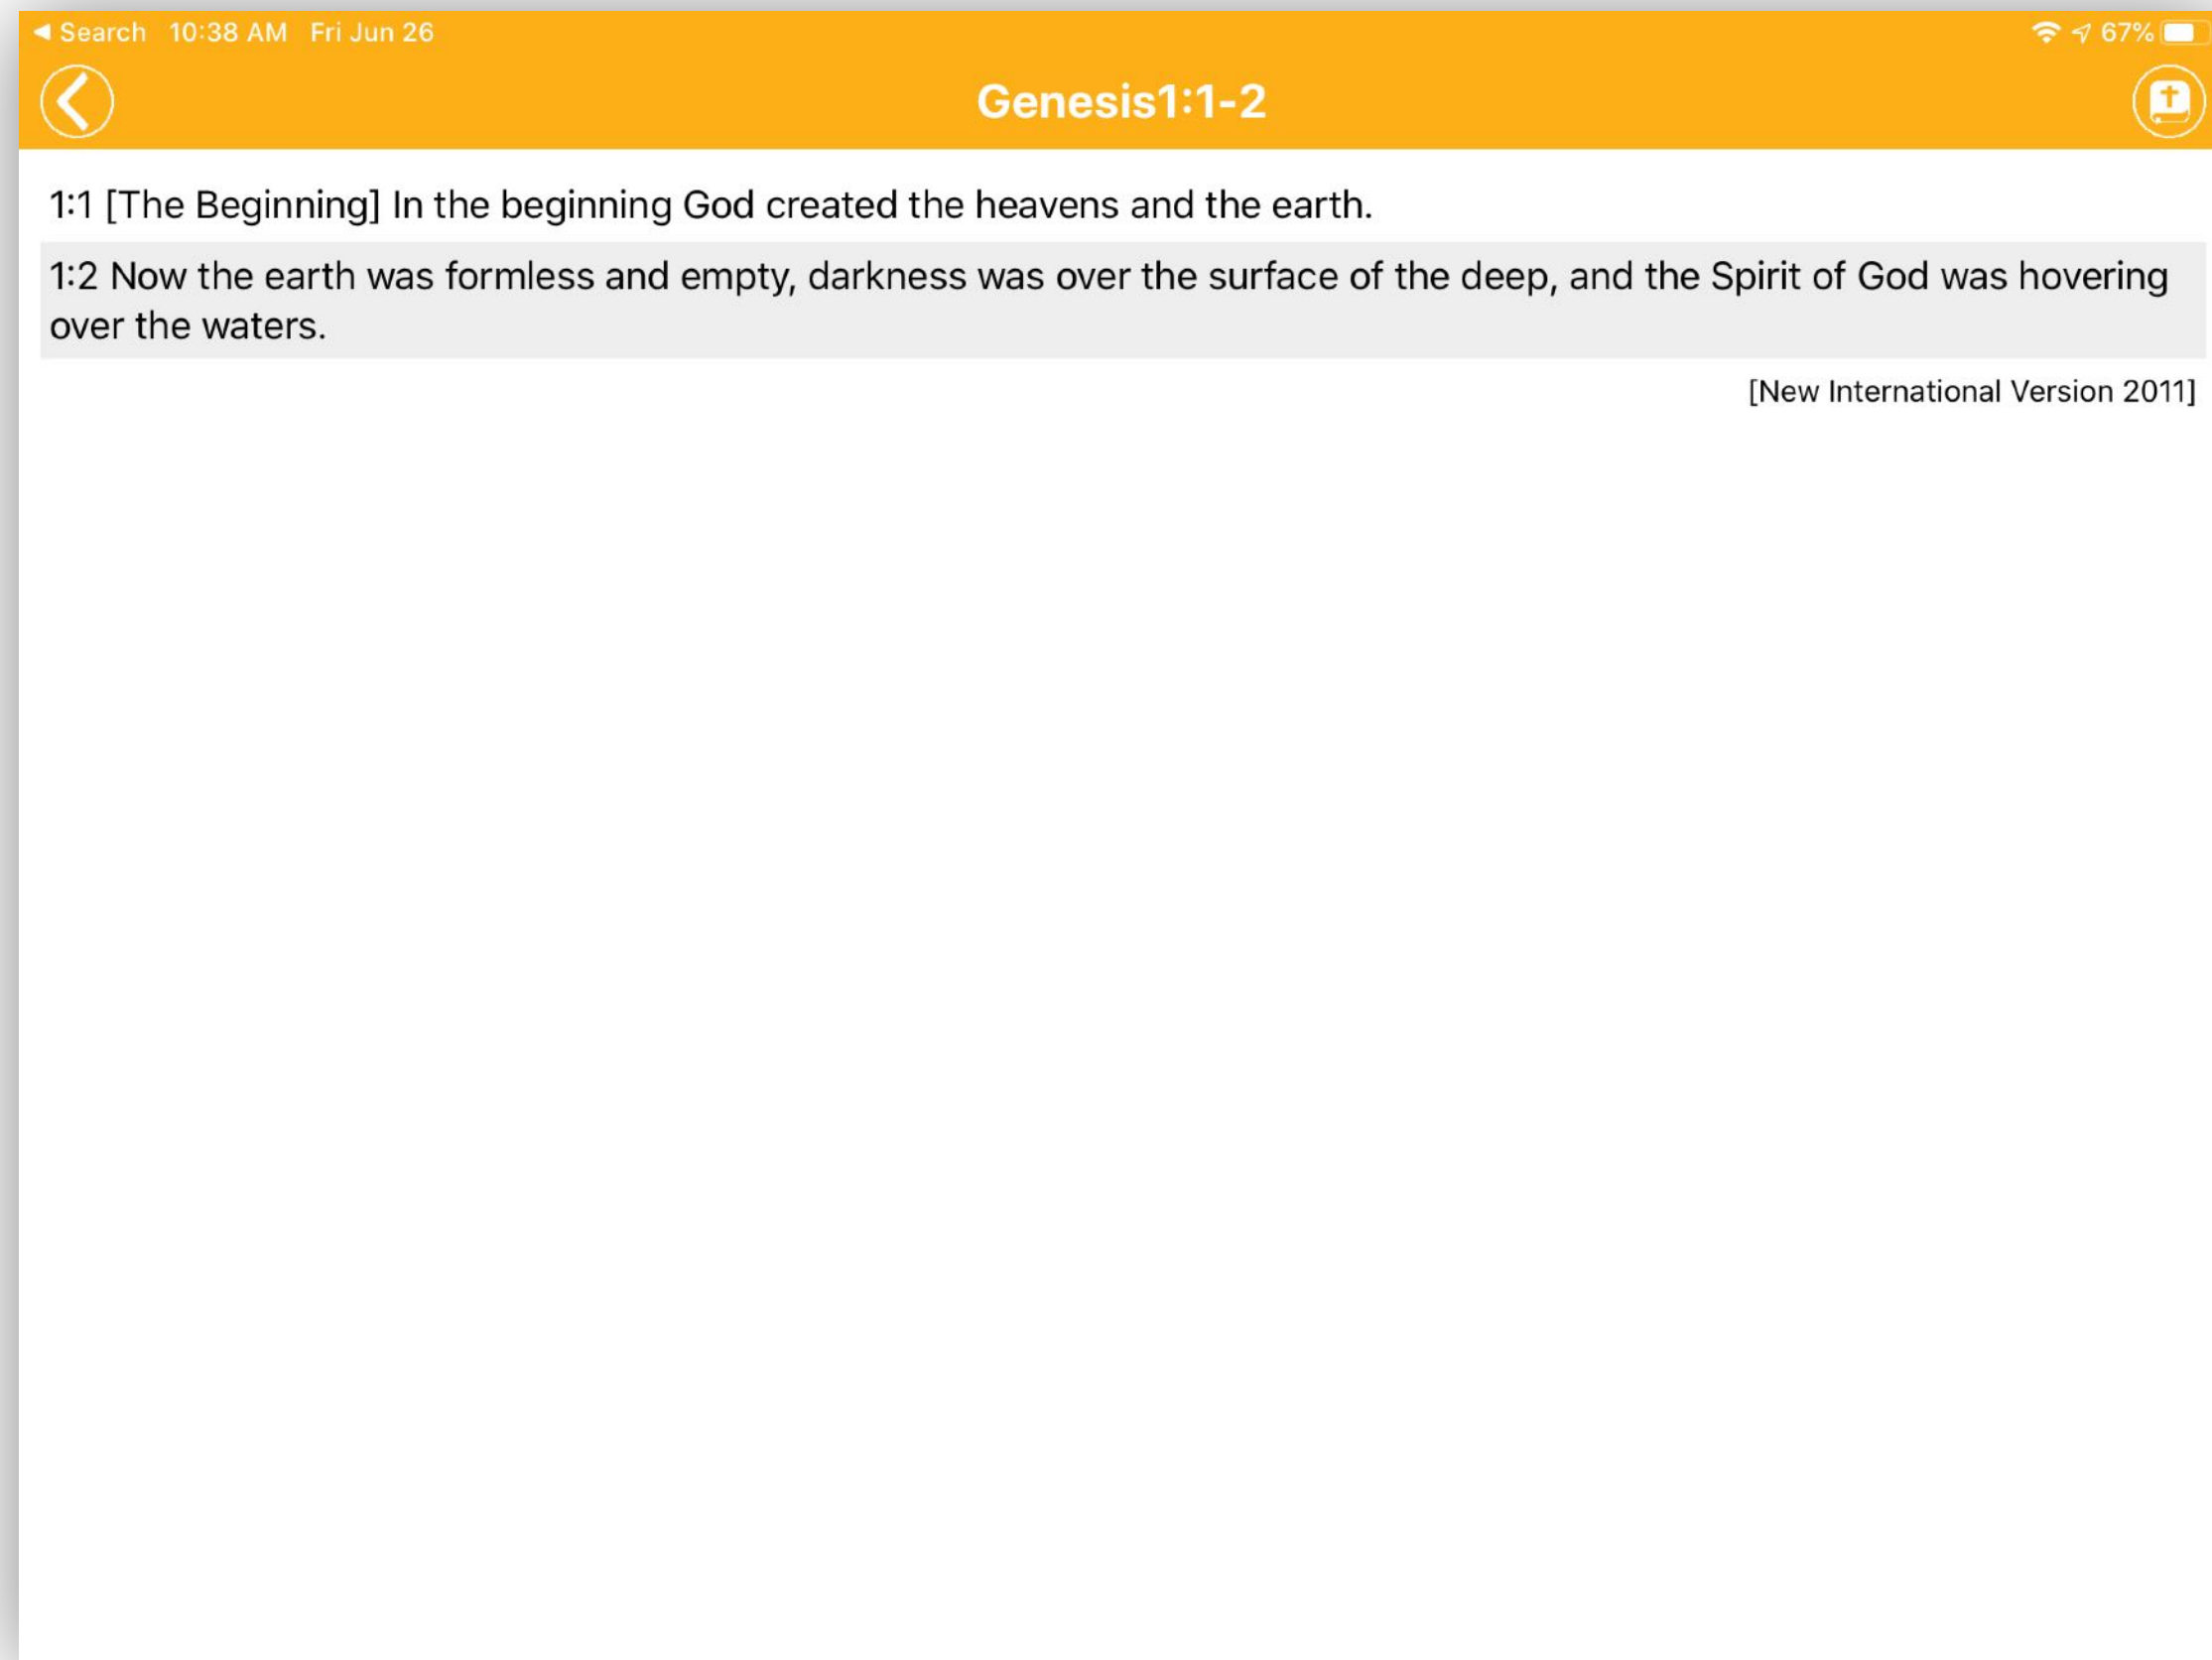 ◀ Search 10:38 AM Fri Jun 26 67%
Genesis1:1-2
1:1 [The Beginning] In the beginning God created the heavens and the earth.
1:2 Now the earth was formless and empty, darkness was over the surface of the deep, and the Spirit of God was hovering
over the waters.
[New International Version 2011]